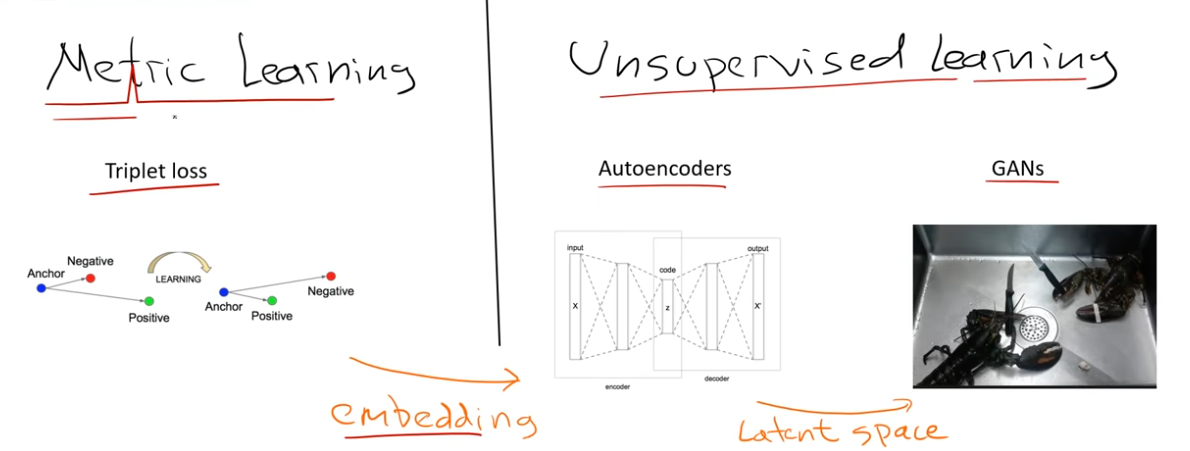 Metric Learning
Unsupervised Learning
Triplet loss
Autoencoders
GANs
Anchor
Negative
Positive
LEARNING
Anchor
Positive
Negative
input
output
code
X
z
X'
encoder
decoder
embedding
Latent space